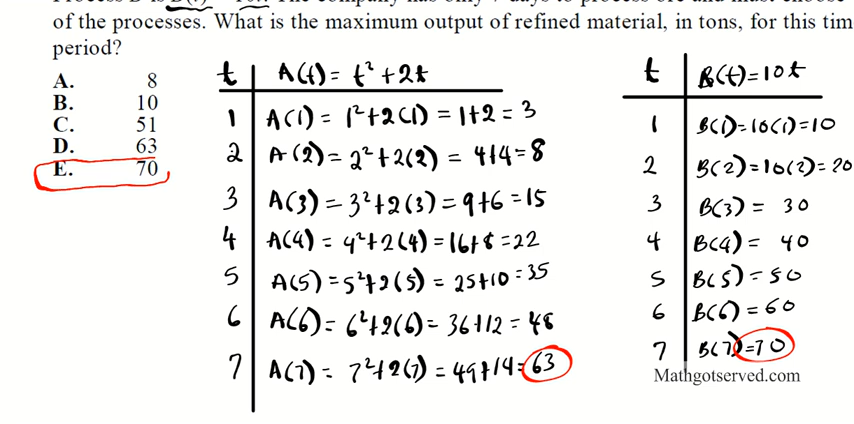 of the processes. What is the maximum output of refined material, in tons, for this tim
period?
A. 8
B. 10
C. 51
D. 63
E. 70
t A(t) = t² + 2t
1 A(1) = 1²+2(1) = 1+2 = 3
2 A(2) = 2²+2(2) = 4+4=8
3 A(3) = 3²+2(3) = 9+6=15
4 A(4) = 4²+2(4) =16+8=22
5 A(5) = 5²+2(5) = 25+10=35
6 A(6) = 6²+2(6) = 36+12 = 48
7 A(7) = 7²+2(7) = 49+14=63
t B(t) = 10t
1 B(1)=10(1)=10
2 B(2)=10(2)=20
3 B(3) = 30
4 B(4) = 40
5 B(5)=50
6 B(6)=60
7 B(7)=70
Mathgotserved.com